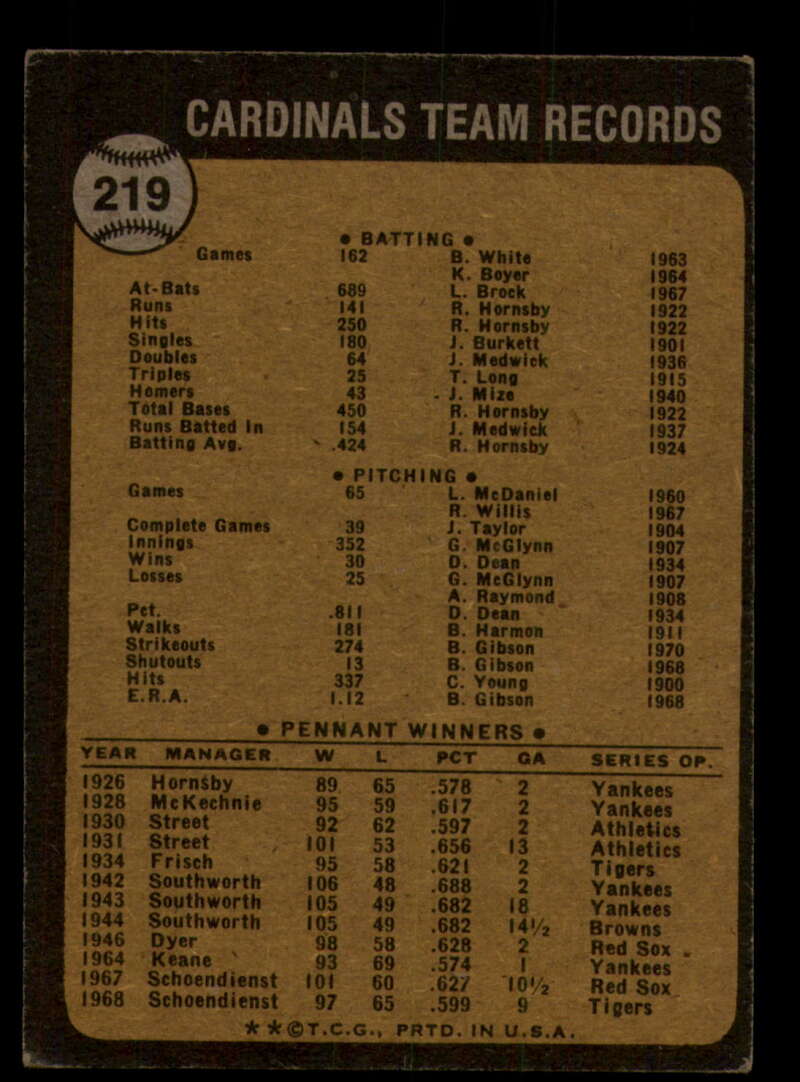 CARDINALS TEAM RECORDS
219
• BATTING •
Games 162 B. White 1963
K. Boyer 1964
At-Bats 689 L. Brock 1967
Runs 141 R. Hornsby 1922
Hits 250 R. Hornsby 1922
Singles 180 J. Burkett 1901
Doubles 64 J. Medwick 1936
Triples 25 T. Long 1915
Homers 43 J. Mize 1940
Total Bases 450 R. Hornsby 1922
Runs Batted In 154 J. Medwick 1937
Batting Avg. .424 R. Hornsby 1924
• PITCHING •
Games 65 L. McDaniel 1960
R. Willis 1967
Complete Games 39 J. Taylor 1904
Innings 352 G. McGlynn 1907
Wins 30 D. Dean 1934
Losses 25 G. McGlynn 1907
A. Raymond 1908
Pct. .811 D. Dean 1934
Walks 181 B. Harmon 1911
Strikeouts 274 B. Gibson 1970
Shutouts 13 B. Gibson 1968
Hits 337 C. Young 1900
E.R.A. 1.12 B. Gibson 1968
• PENNANT WINNERS •
YEAR MANAGER W L PCT GA SERIES OP.
1926 Hornsby 89 65 .578 2 Yankees
1928 McKechnie 95 59 .617 2 Yankees
1930 Street 92 62 .597 2 Athletics
1931 Street 101 53 .656 13 Athletics
1934 Frisch 95 58 .621 2 Tigers
1942 Southworth 106 48 .688 2 Yankees
1943 Southworth 105 49 .682 18 Yankees
1944 Southworth 105 49 .682 14½ Browns
1946 Dyer 98 58 .628 2 Red Sox
1964 Keane 93 69 .574 1 Yankees
1967 Schoendienst 101 60 .627 10½ Red Sox
1968 Schoendienst 97 65 .599 9 Tigers
★★©T.C.G., PRTD. IN U.S.A.